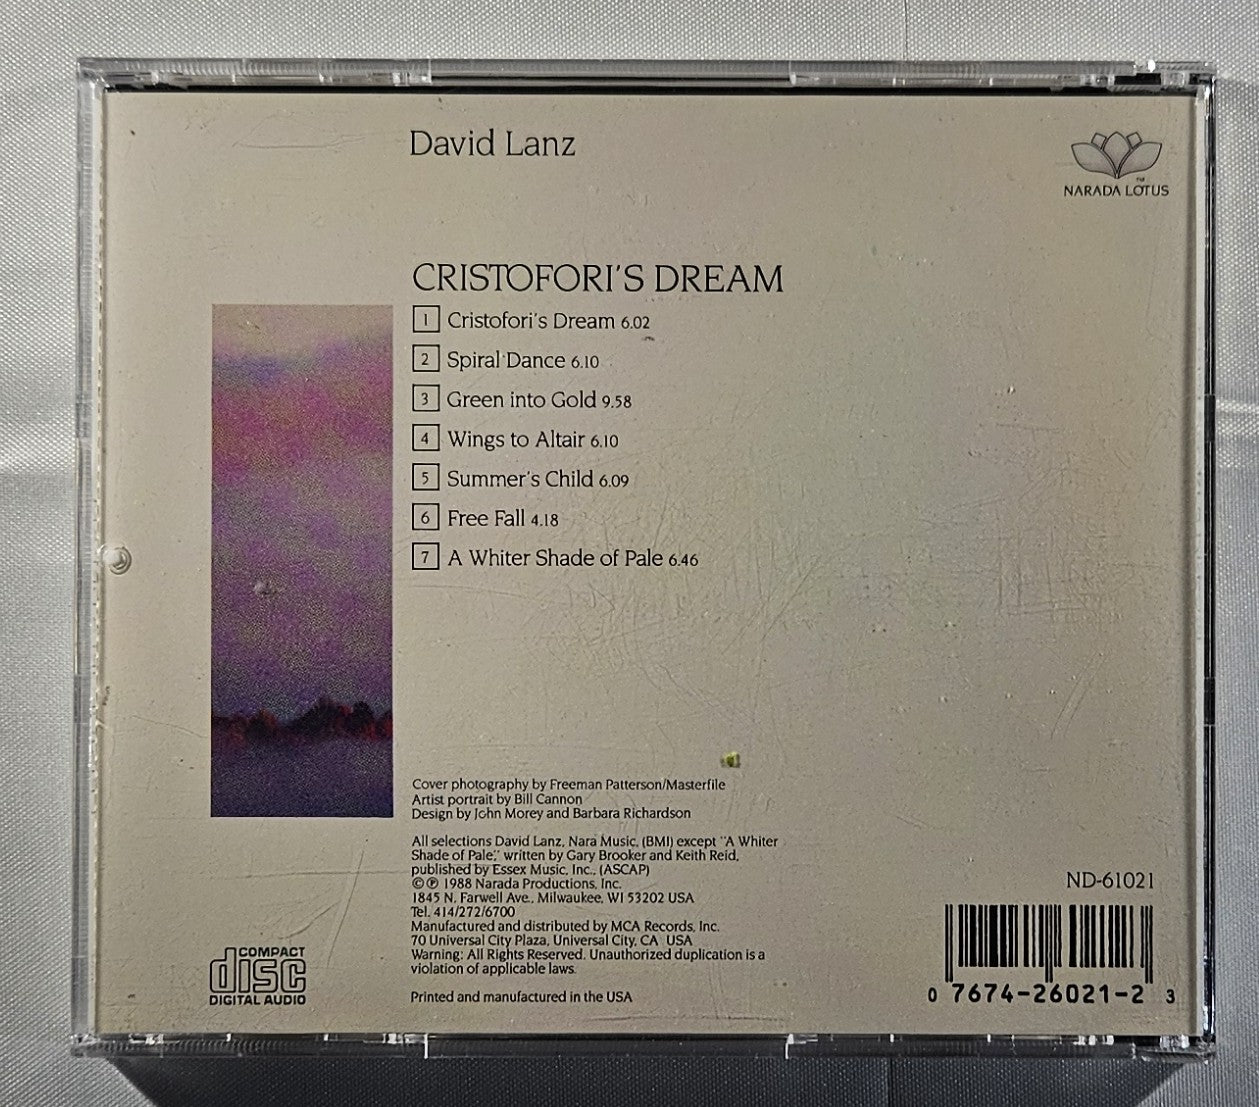 David Lanz
NARADA LOTUS
CRISTOFORI'S DREAM
1 Cristofori's Dream 6.02
2 Spiral Dance 6.10
3 Green into Gold 9.58
4 Wings to Altair 6.10
5 Summer's Child 6.09
6 Free Fall 4.18
7 A Whiter Shade of Pale 6.46
Cover photography by Freeman Patterson/Masterfile
Artist portrait by Bill Cannon
Design by John Morey and Barbara Richardson
All selections David Lanz, Nara Music, (BMI) except "A Whiter
Shade of Pale," written by Gary Brooker and Keith Reid,
published by Essex Music, Inc., (ASCAP)
©℗ 1988 Narada Productions, Inc.
1845 N. Farwell Ave., Milwaukee, WI 53202 USA
Tel. 414/272/6700
Manufactured and distributed by MCA Records, Inc.
70 Universal City Plaza, Universal City, CA USA
Warning: All Rights Reserved. Unauthorized duplication is a
violation of applicable laws.
Printed and manufactured in the USA
COMPACT
disc
DIGITAL AUDIO
ND-61021
0 7674-26021-2 3